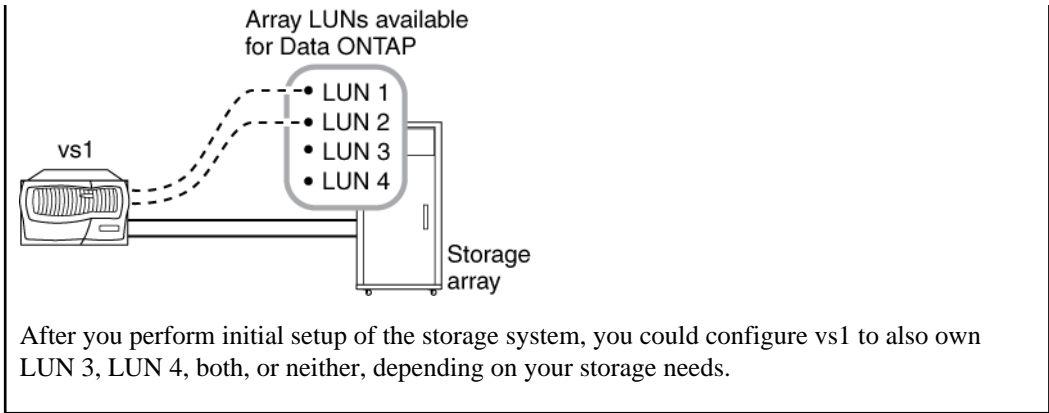 Array LUNs available
for Data ONTAP
• LUN 1
• LUN 2
• LUN 3
• LUN 4
vs1
Storage
array
After you perform initial setup of the storage system, you could configure vs1 to also own
LUN 3, LUN 4, both, or neither, depending on your storage needs.